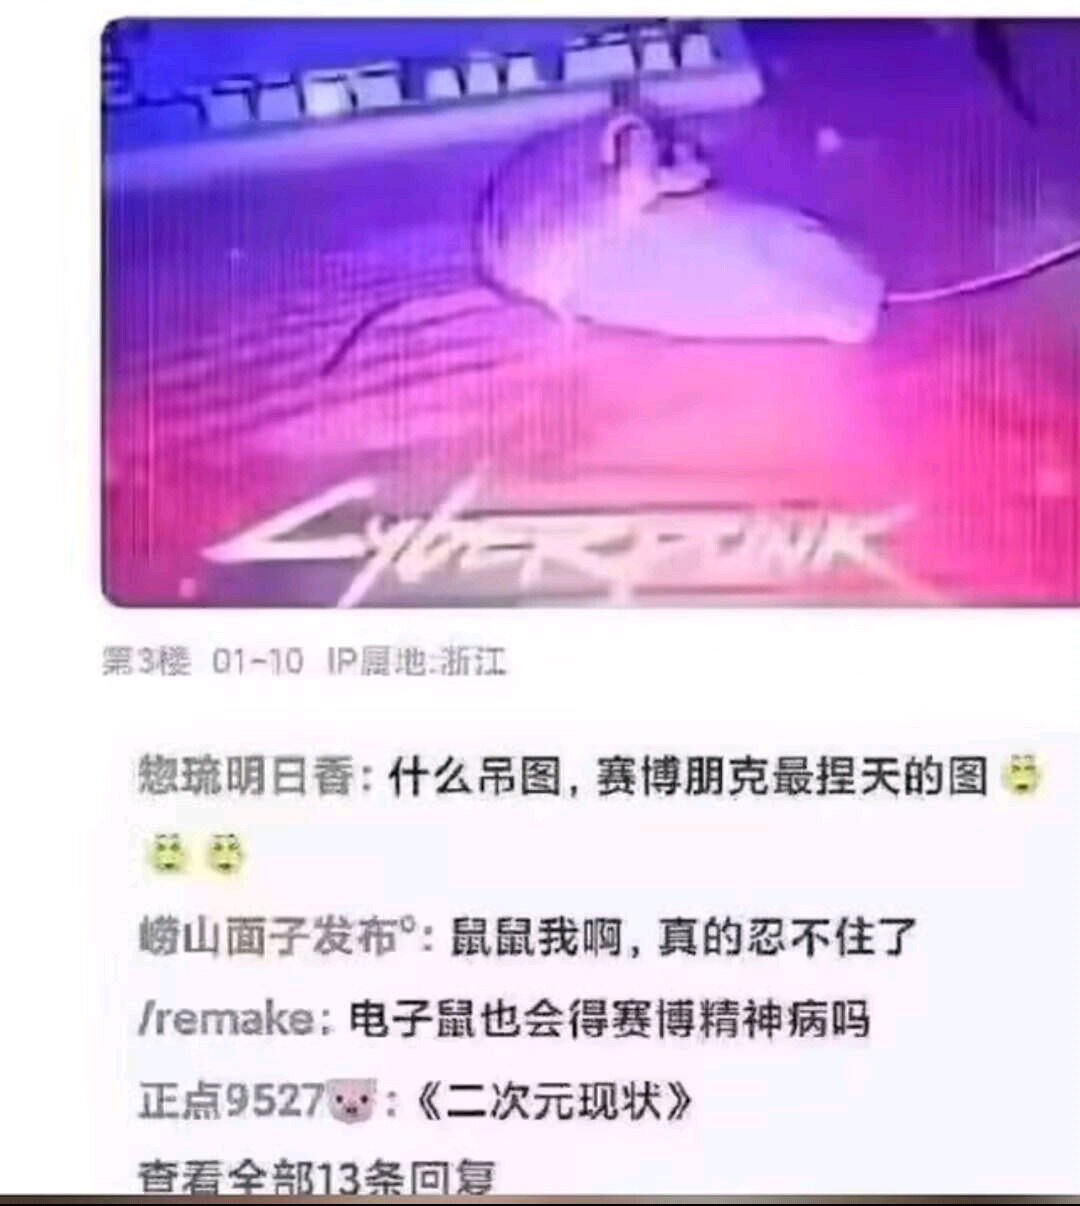 Cyberpunk
第3楼 01-10 IP属地:浙江
惣琉明日香: 什么吊图, 赛博朋克最捏天的图
崂山面子发布°: 鼠鼠我啊, 真的忍不住了
/remake: 电子鼠也会得赛博精神病吗
正点9527: 《二次元现状》
查看全部13条回复